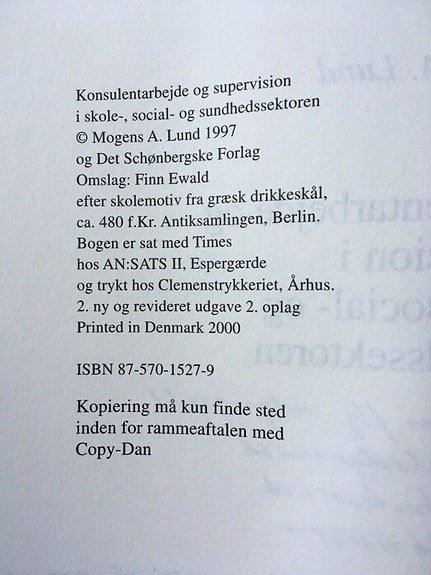 Konsulentarbejde og supervision
i skole-, social- og sundhedssektoren
© Mogens A. Lund 1997
og Det Schønbergske Forlag
Omslag: Finn Ewald
efter skolemotiv fra græsk drikkeskål,
ca. 480 f.Kr. Antiksamlingen, Berlin.
Bogen er sat med Times
hos AN:SATS II, Espergærde
og trykt hos Clemenstrykkeriet, Århus.
2. ny og revideret udgave 2. oplag
Printed in Denmark 2000
ISBN 87-570-1527-9
Kopiering må kun finde sted
inden for rammeaftalen med
Copy-Dan